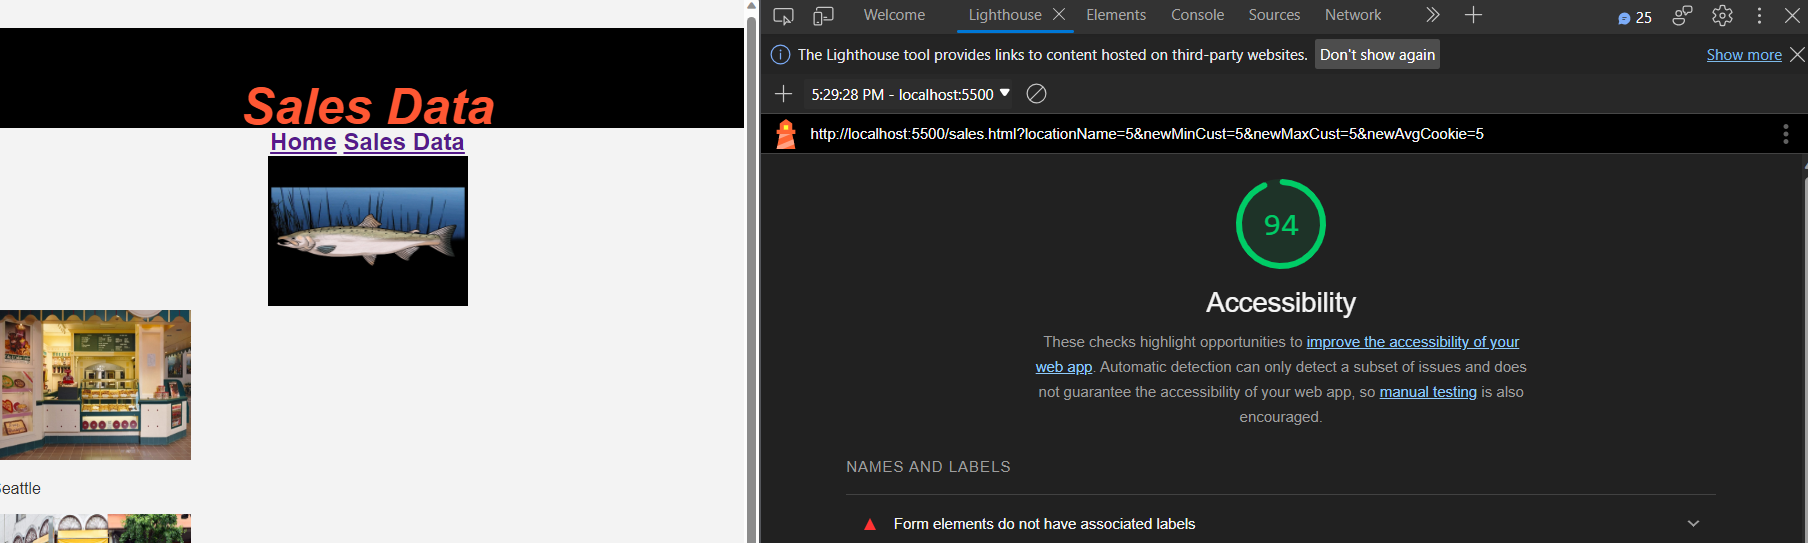 Sales Data
Home Sales Data
eattle
Welcome Lighthouse Elements Console Sources Network 25
The Lighthouse tool provides links to content hosted on third-party websites. Don't show again Show more
5:29:28 PM - localhost:5500
http://localhost:5500/sales.html?locationName=5&newMinCust=5&newMaxCust=5&newAvgCookie=5
94
Accessibility
These checks highlight opportunities to improve the accessibility of your
web app. Automatic detection can only detect a subset of issues and does
not guarantee the accessibility of your web app, so manual testing is also
encouraged.
NAMES AND LABELS
Form elements do not have associated labels